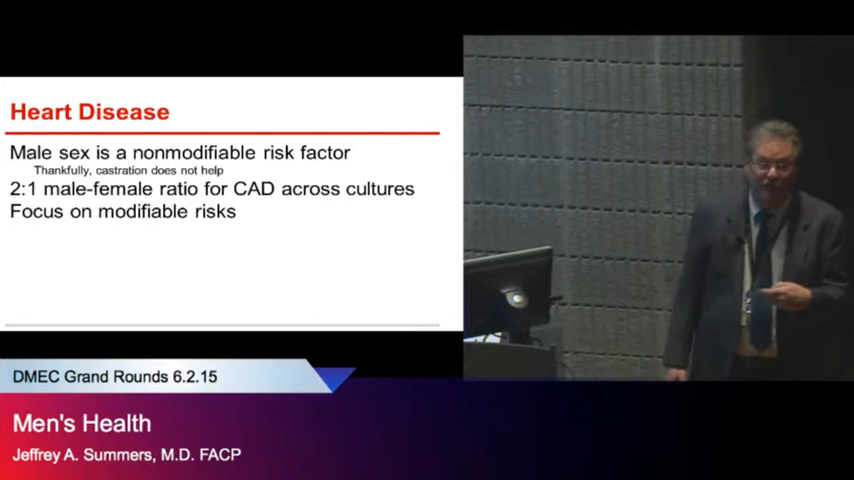 Heart Disease
Male sex is a nonmodifiable risk factor
Thankfully, castration does not help
2:1 male-female ratio for CAD across cultures
Focus on modifiable risks
DMEC Grand Rounds 6.2.15
Men's Health
Jeffrey A. Summers, M.D. FACP